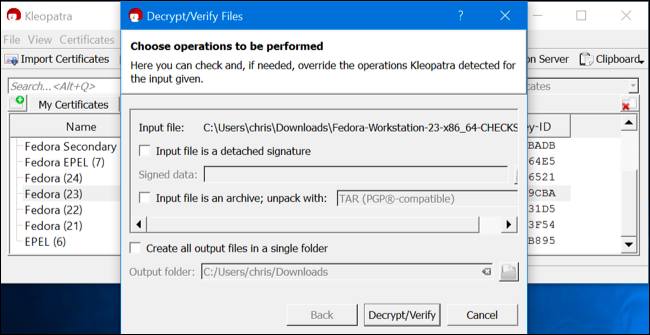 Kleopatra
Decrypt/Verify Files
File View Certificates
Import Certificates
on Server
Clipboard
Search...<Alt+Q>
My Certificates
Name
Fedora Secondary
Fedora EPEL (7)
Fedora (24)
Fedora (23)
Fedora (22)
Fedora (21)
EPEL (6)
Choose operations to be performed
Here you can check and, if needed, override the operations Kleopatra detected for
the input given.
Input file: C:\Users\chris\Downloads\Fedora-Workstation-23-x86_64-CHECKS
Input file is a detached signature
Signed data:
Input file is an archive; unpack with: TAR (PGP®-compatible)
Create all output files in a single folder
Output folder: C:/Users/chris/Downloads
Back Decrypt/Verify Cancel
cates
y-ID
BADB
64E5
6521
9CBA
31D5
3F54
B895